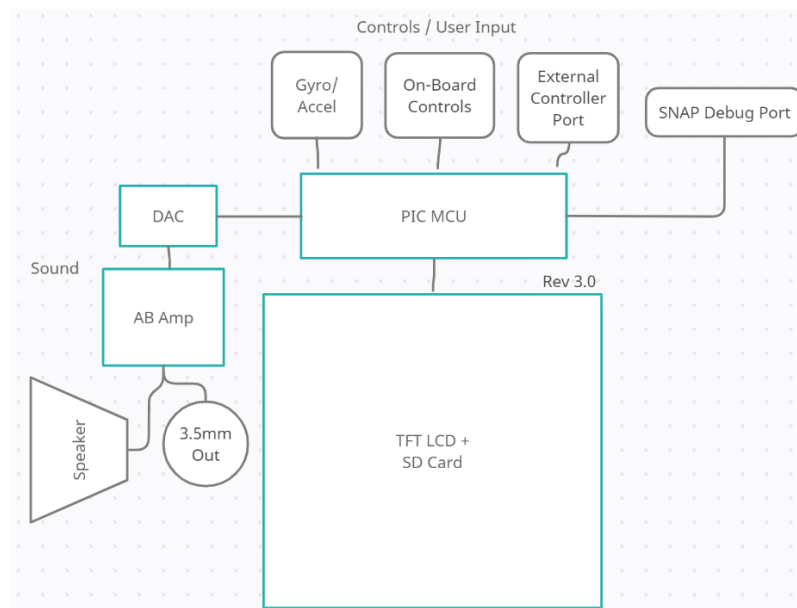 Controls / User Input
Gyro/
Accel
On-Board
Controls
External
Controller
Port
SNAP Debug Port
DAC
PIC MCU
Sound
Rev 3.0
AB Amp
Speaker
3.5mm
Out
TFT LCD +
SD Card